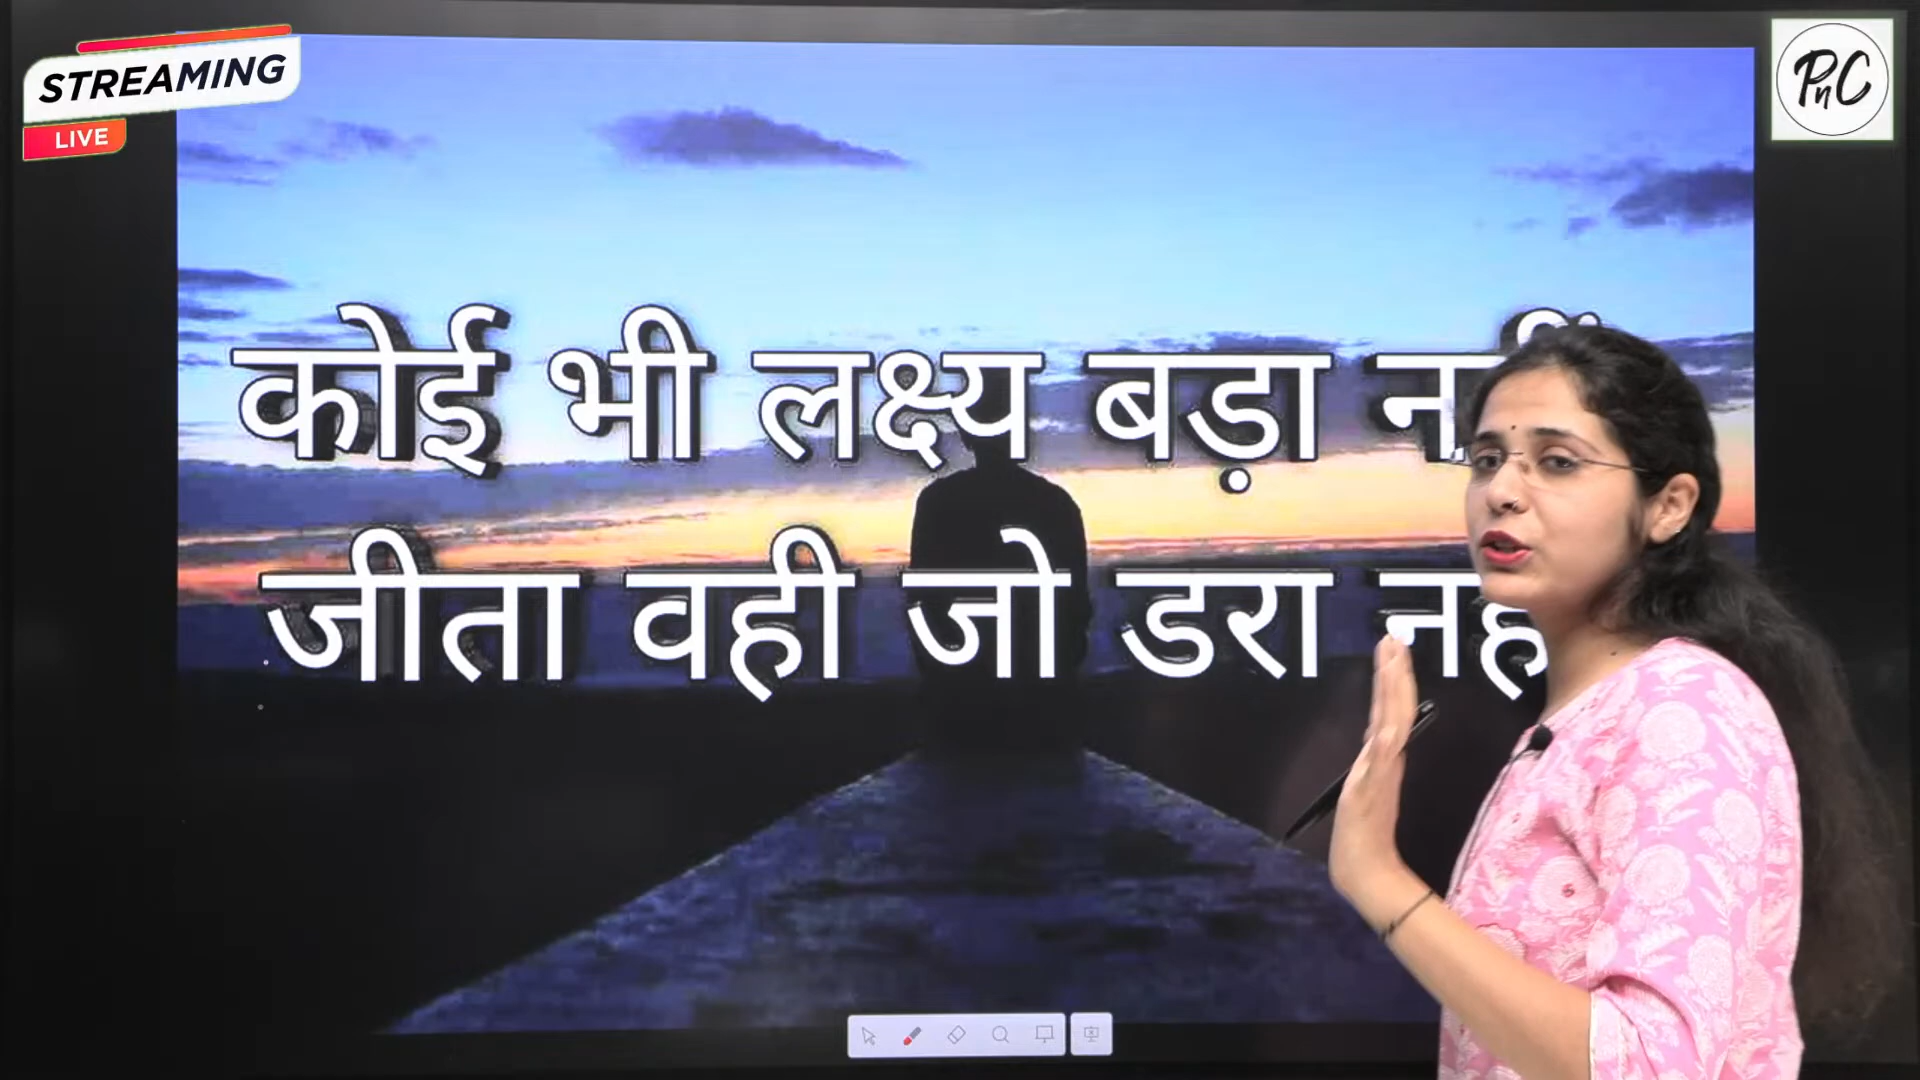 STREAMING
LIVE
PnC
कोई भी लक्ष्य बड़ा
जीता वही जो डरा